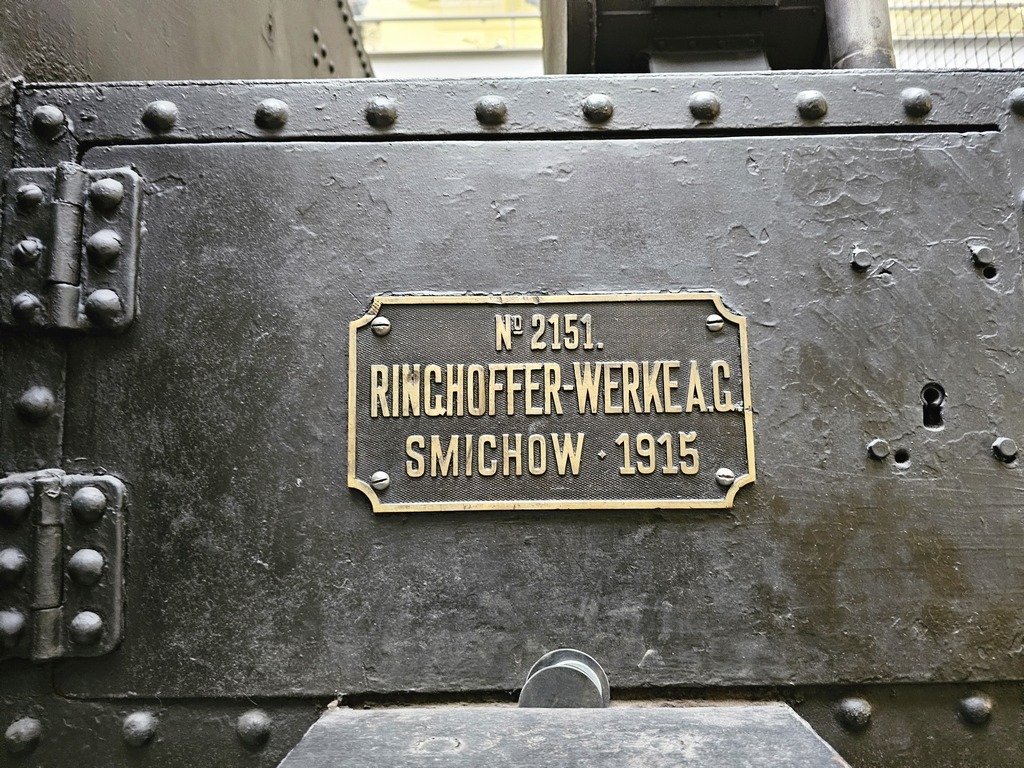 Nº 2151.
RINGHOFFER-WERKE A.G.
SMICHOW · 1915